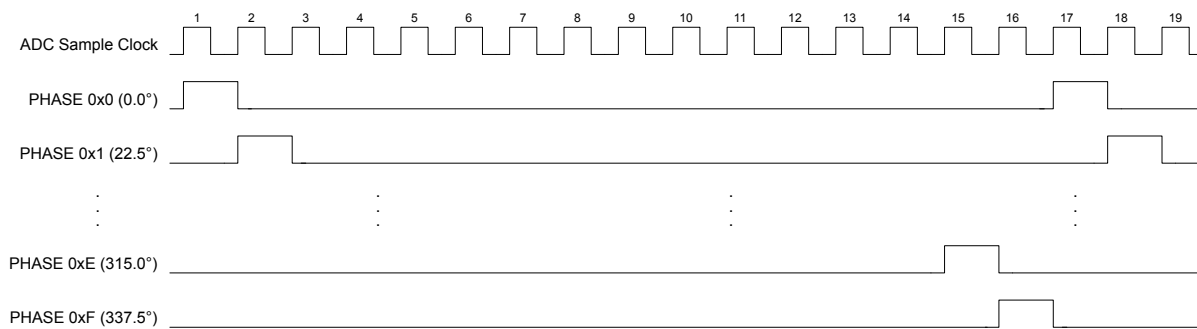 1 2 3 4 5 6 7 8 9 10 11 12 13 14 15 16 17 18 19
ADC Sample Clock
PHASE 0x0 (0.0°)
PHASE 0x1 (22.5°)
PHASE 0xE (315.0°)
PHASE 0xF (337.5°)